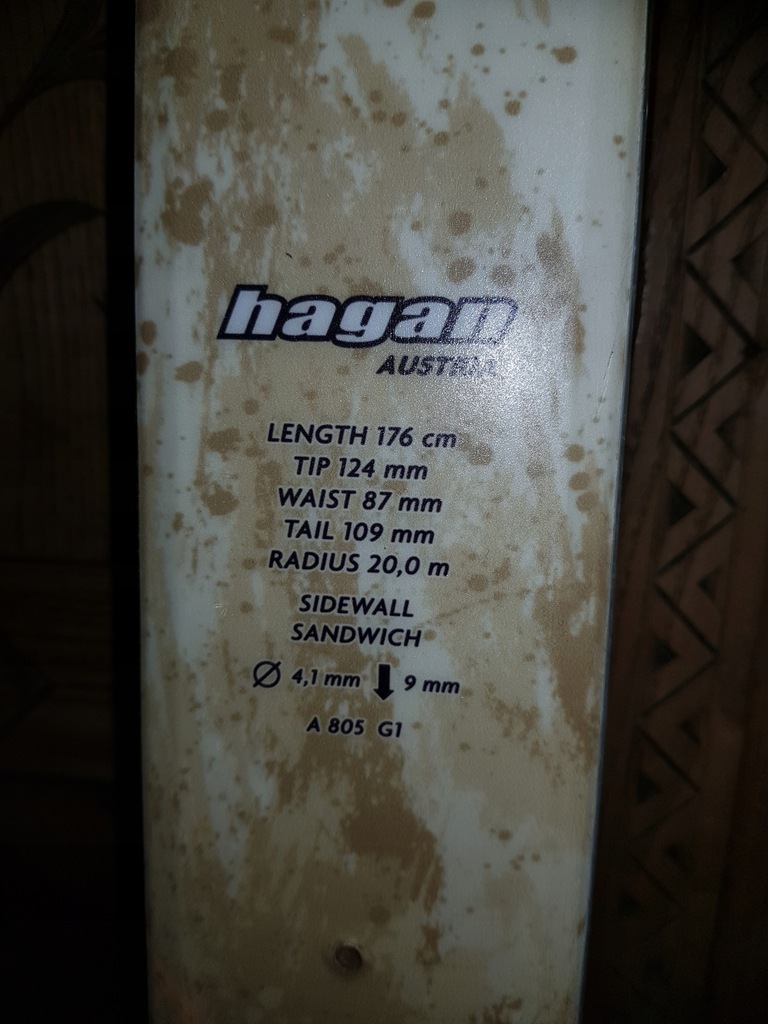 hagan
AUSTRIA
LENGTH 176 cm
TIP 124 mm
WAIST 87 mm
TAIL 109 mm
RADIUS 20,0 m
SIDEWALL
SANDWICH
Ø 4,1 mm ⬇ 9 mm
A 805 G1